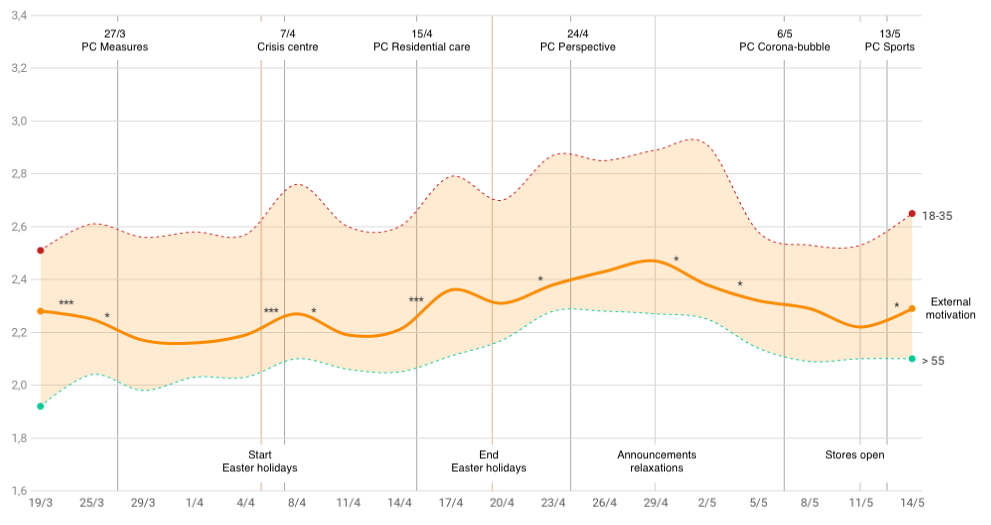 3,4
27/3
PC Measures
7/4
Crisis centre
15/4
PC Residential care
24/4
PC Perspective
6/5
PC Corona-bubble
13/5
PC Sports
3,2
3,0
2,8
2,6
18-35
2,4
***
*
***
*
***
*
*
*
*
External
motivation
2,2
> 55
2,0
1,8
Start
Easter holidays
End
Easter holidays
Announcements
relaxations
Stores open
1,6
19/3 25/3 29/3 1/4 4/4 8/4 11/4 14/4 17/4 20/4 23/4 26/4 29/4 2/5 5/5 8/5 11/5 14/5